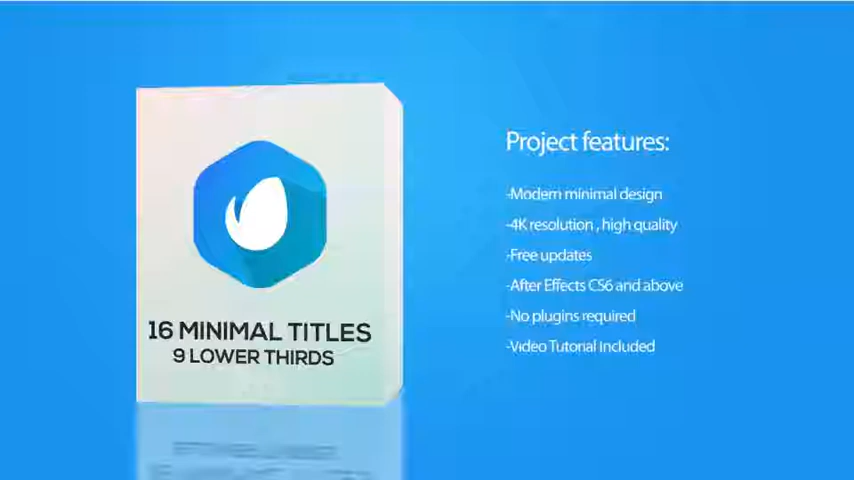 Project features:
-Modern minimal design
-4K resolution , high quality
-Free updates
-After Effects CS6 and above
-No plugins required
-Video Tutorial Included
16 MINIMAL TITLES
9 LOWER THIRDS